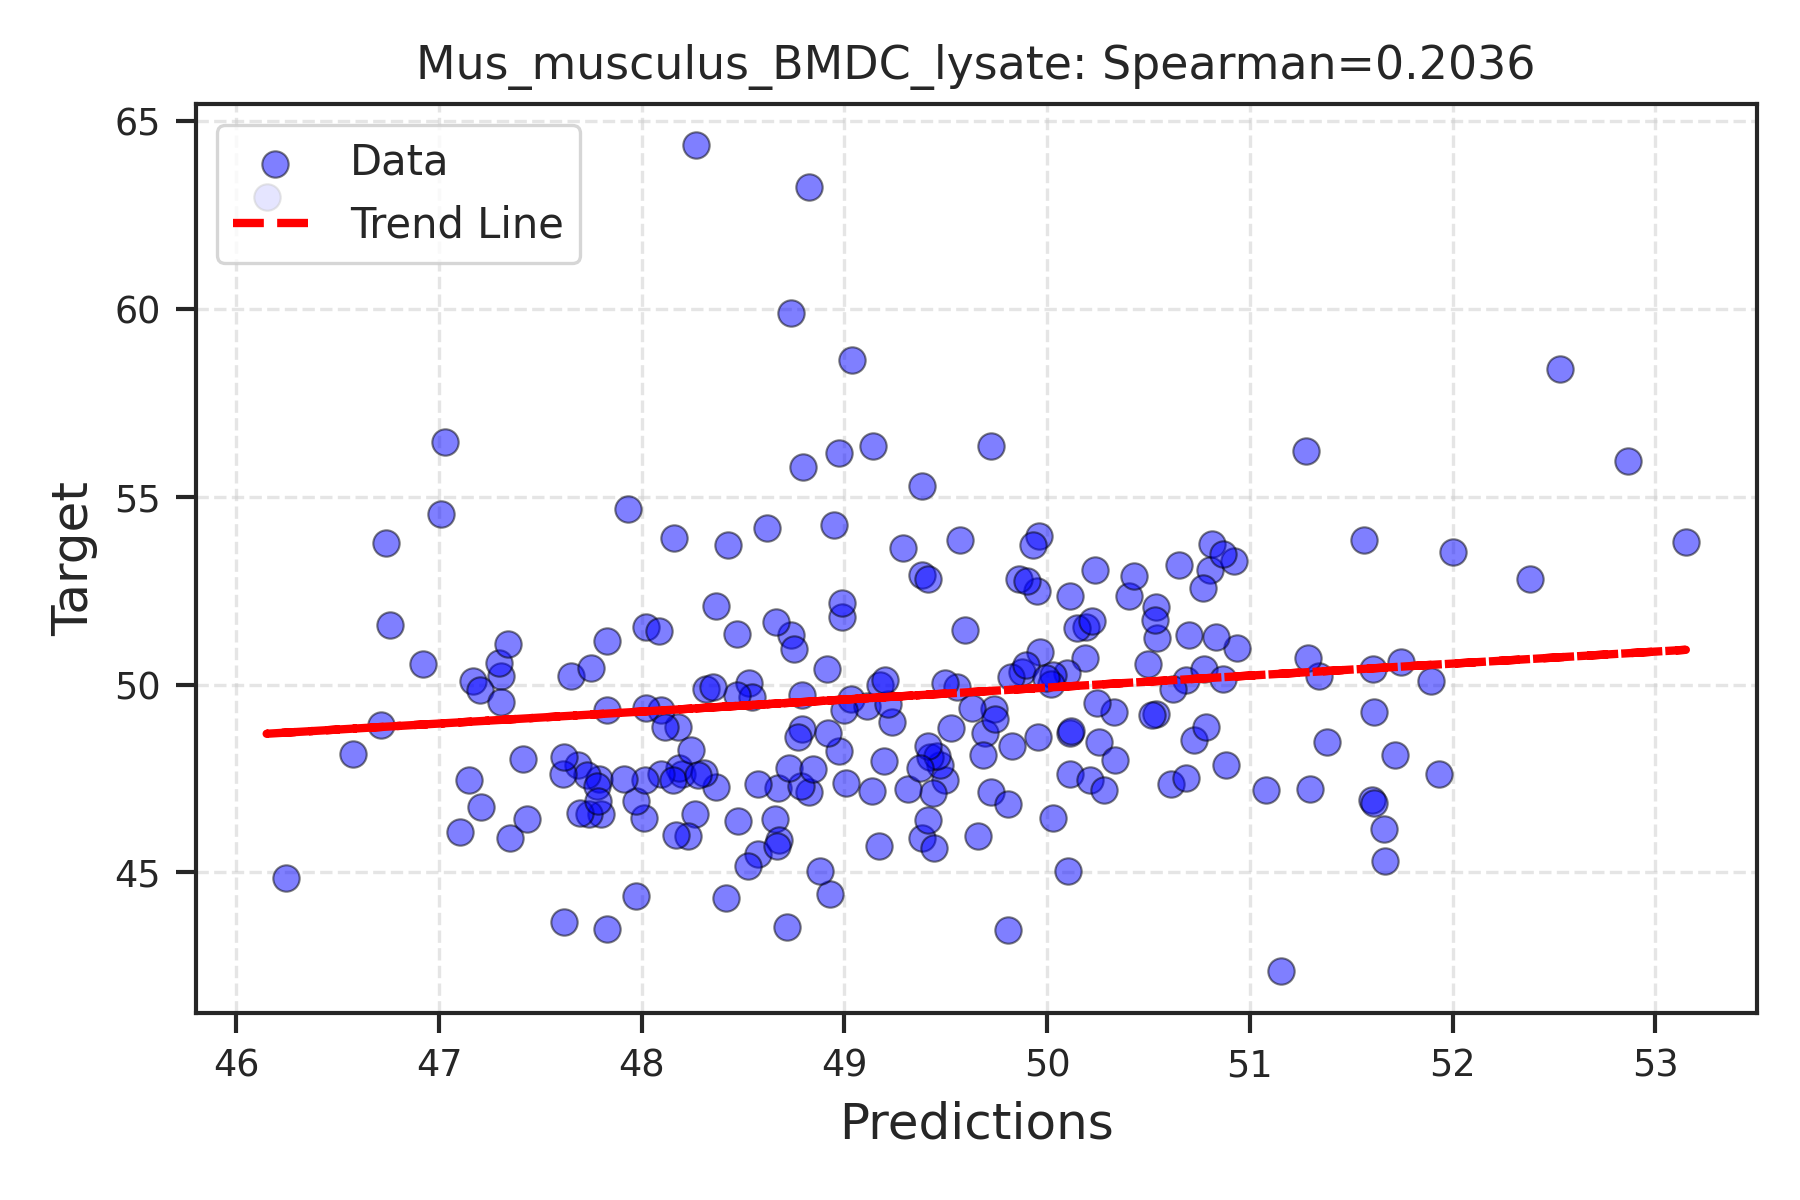 Mus_musculus_BMDC_lysate: Spearman=0.2036
Data
Trend Line
65
60
55
50
45
Target
46 47 48 49 50 51 52 53
Predictions